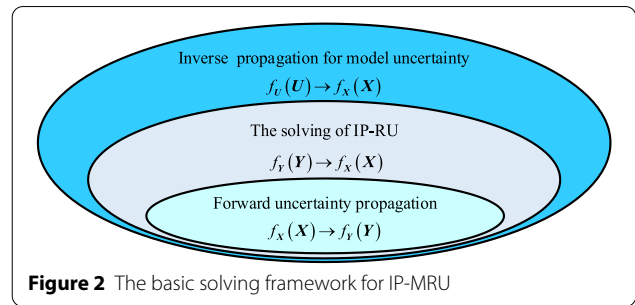 Inverse propagation for model uncertainty
f_U(U) → f_X(X)
The solving of IP-RU
f_Y(Y) → f_X(X)
Forward uncertainty propagation
f_X(X) → f_Y(Y)
Figure 2 The basic solving framework for IP-MRU